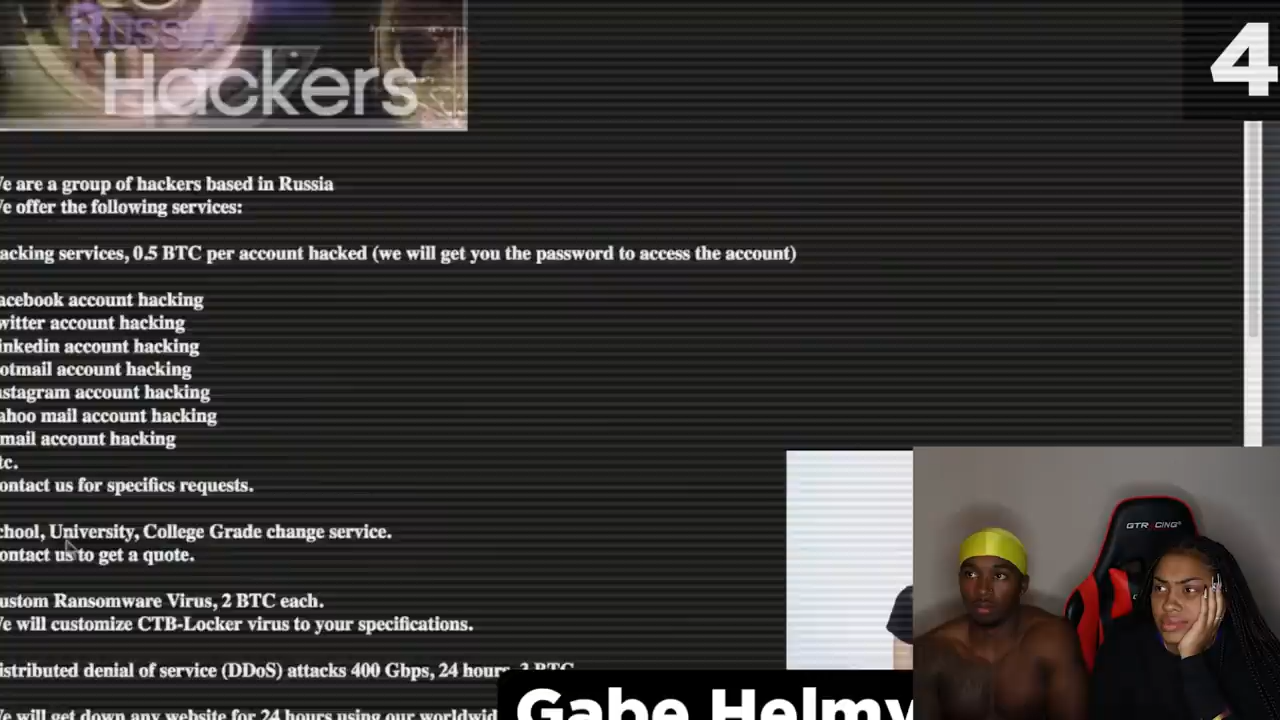 RUSSIA
Hackers
4
e are a group of hackers based in Russia
e offer the following services:
acking services, 0.5 BTC per account hacked (we will get you the password to access the account)
acebook account hacking
witter account hacking
inkedin account hacking
otmail account hacking
nstagram account hacking
ahoo mail account hacking
mail account hacking
tc.
ontact us for specifics requests.
chool, University, College Grade change service.
ontact us to get a quote.
ustom Ransomware Virus, 2 BTC each.
e will customize CTB-Locker virus to your specifications.
istributed denial of service (DDoS) attacks 400 Gbps, 24 hours, 3 BTC
e will get down any website for 24 hours using our worldwid
GTRACING
Gabe Helmy